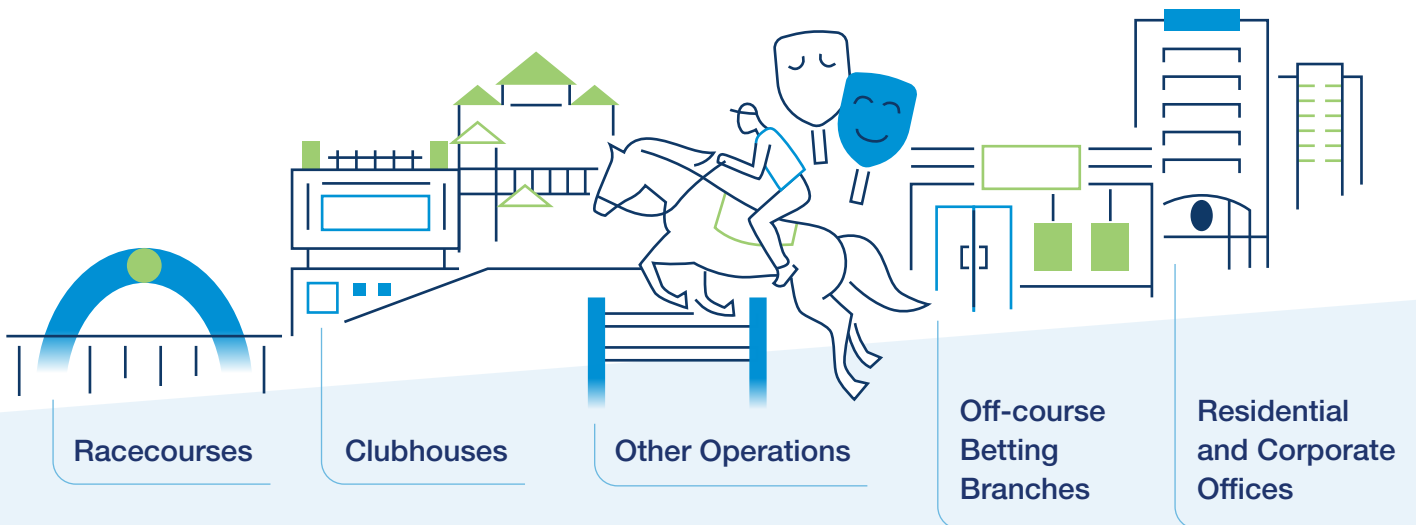 Racecourses
Clubhouses
Other Operations
Off-course
Betting
Branches
Residential
and Corporate
Offices